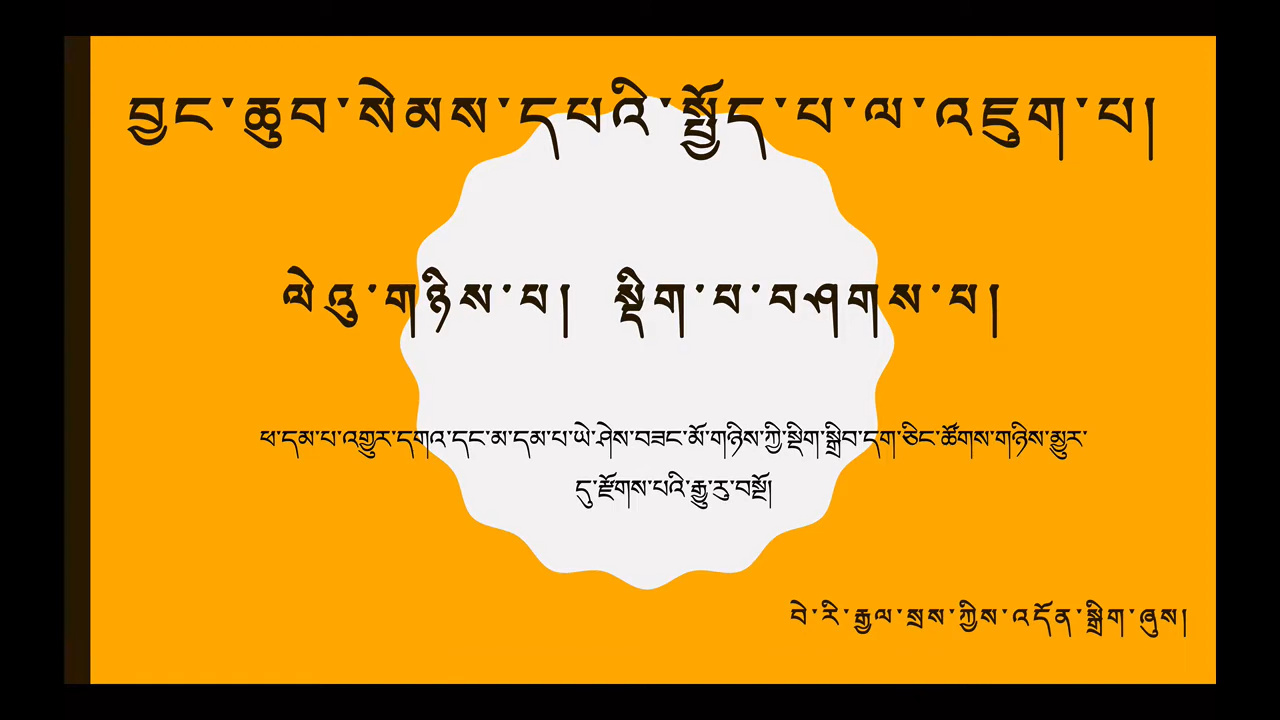 བྱང་ཆུབ་སེམས་དཔའི་སྤྱོད་པ་ལ་འཇུག་པ།
ལེའུ་གཉིས་པ། སྡིག་པ་བཤགས་པ།
ཕ་དམ་པ་འགྱུར་དགའ་དང་མ་དམ་པ་ཡེ་ཤེས་བཟང་མོ་གཉིས་ཀྱི་སྡིག་སྒྲིབ་དག་ཅིང་ཚོགས་གཉིས་མྱུར་
དུ་རྫོགས་པའི་རྒྱུ་རུ་བསྔོ།
བེ་རི་རྒྱལ་སྲས་ཀྱིས་འདོན་སྒྲིག་ཞུས།